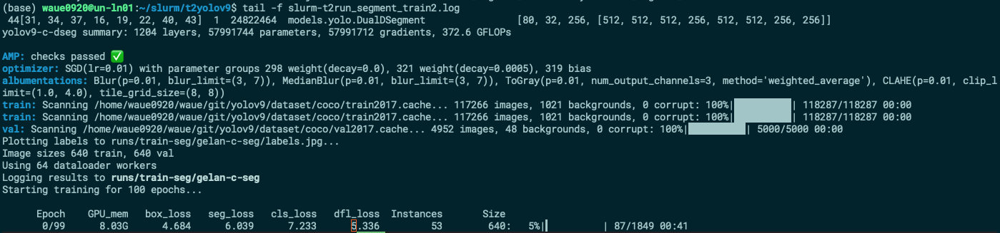 (base) waue0920@un-ln01:~/slurm/t2yolov9$ tail -f slurm-t2run_segment_train2.log
44[31, 34, 37, 16, 19, 22, 40, 43]  1  24822464  models.yolo.DualDSegment  [80, 32, 256, [512, 512, 512, 256, 512, 512, 256, 256]]
yolov9-c-dseg summary: 1204 layers, 57991744 parameters, 57991712 gradients, 372.6 GFLOPs
AMP: checks passed ✅
optimizer: SGD(lr=0.01) with parameter groups 298 weight(decay=0.0), 321 weight(decay=0.0005), 319 bias
albumentations: Blur(p=0.01, blur_limit=(3, 7)), MedianBlur(p=0.01, blur_limit=(3, 7)), ToGray(p=0.01, num_output_channels=3, method='weighted_average'), CLAHE(p=0.01, clip_l
imit=(1.0, 4.0), tile_grid_size=(8, 8))
train: Scanning /home/waue0920/waue/git/yolov9/dataset/coco/train2017.cache... 117266 images, 1021 backgrounds, 0 corrupt: 100%|██████████| 118287/118287 00:00
train: Scanning /home/waue0920/waue/git/yolov9/dataset/coco/train2017.cache... 117266 images, 1021 backgrounds, 0 corrupt: 100%|██████████| 118287/118287 00:00
val: Scanning /home/waue0920/waue/git/yolov9/dataset/coco/val2017.cache... 4952 images, 48 backgrounds, 0 corrupt: 100%|██████████| 5000/5000 00:00
Plotting labels to runs/train-seg/gelan-c-seg/labels.jpg...
Image sizes 640 train, 640 val
Using 64 dataloader workers
Logging results to runs/train-seg/gelan-c-seg
Starting training for 100 epochs...
Epoch  GPU_mem  box_loss  seg_loss  cls_loss  dfl_loss  Instances  Size
0/99  8.03G  4.684  6.039  7.233  5.336  53  640:  5%|▍         | 87/1849 00:41